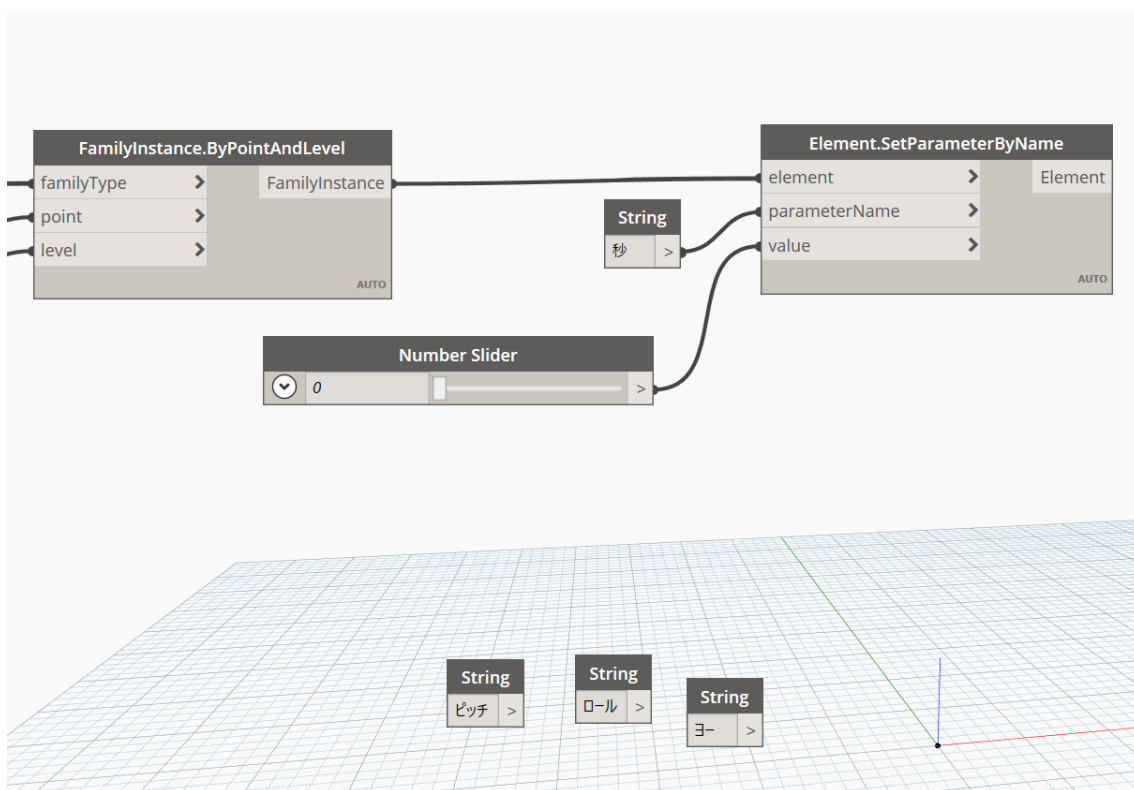 FamilyInstance.ByPointAndLevel
familyType > FamilyInstance
point >
level >
AUTO
String
秒 >
Element.SetParameterByName
element > Element
parameterName >
value >
AUTO
Number Slider
0 >
String
ピッチ >
String
ロール >
String
ヨー >